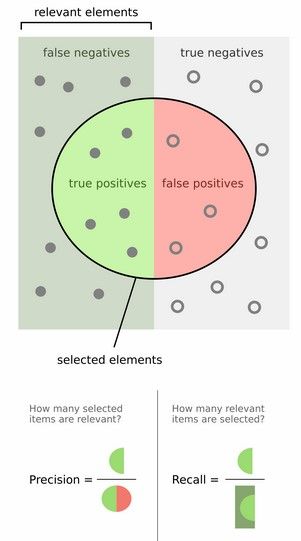 relevant elements
false negatives
true negatives
true positives
false positives
selected elements
How many selected
items are relevant?
Precision =
How many relevant
items are selected?
Recall =